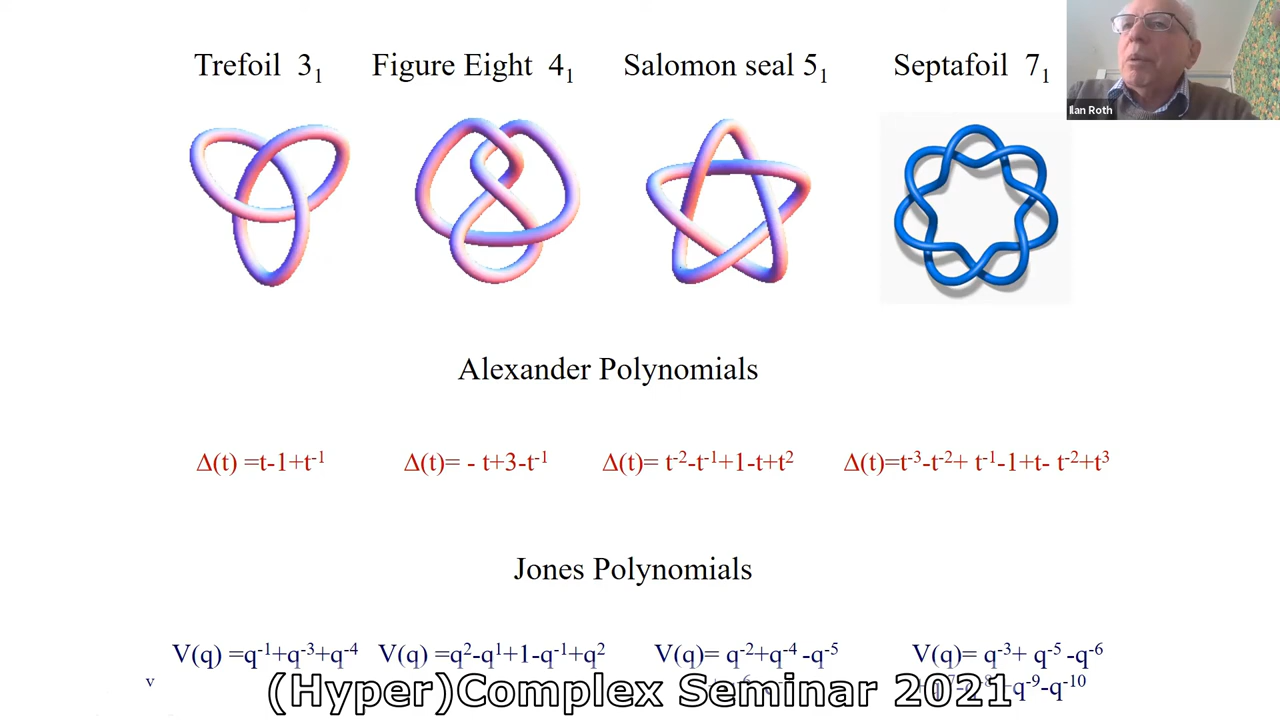 Trefoil 3₁ Figure Eight 4₁ Salomon seal 5₁ Septafoil 7₁
Ilan Roth
Alexander Polynomials
Δ(t) =t-1+t⁻¹ Δ(t)= - t+3-t⁻¹ Δ(t)= t⁻²-t⁻¹+1-t+t² Δ(t)=t⁻³-t⁻²+ t⁻¹-1+t- t⁻²+t³
Jones Polynomials
V(q) =q⁻¹+q⁻³+q⁻⁴ V(q) =q²-q¹+1-q⁻¹+q² V(q)= q⁻²+q⁻⁴ -q⁻⁵ V(q)= q⁻³+ q⁻⁵ -q⁻⁶
v +q⁻⁹-q⁻¹⁰
(Hyper)Complex Seminar 2021